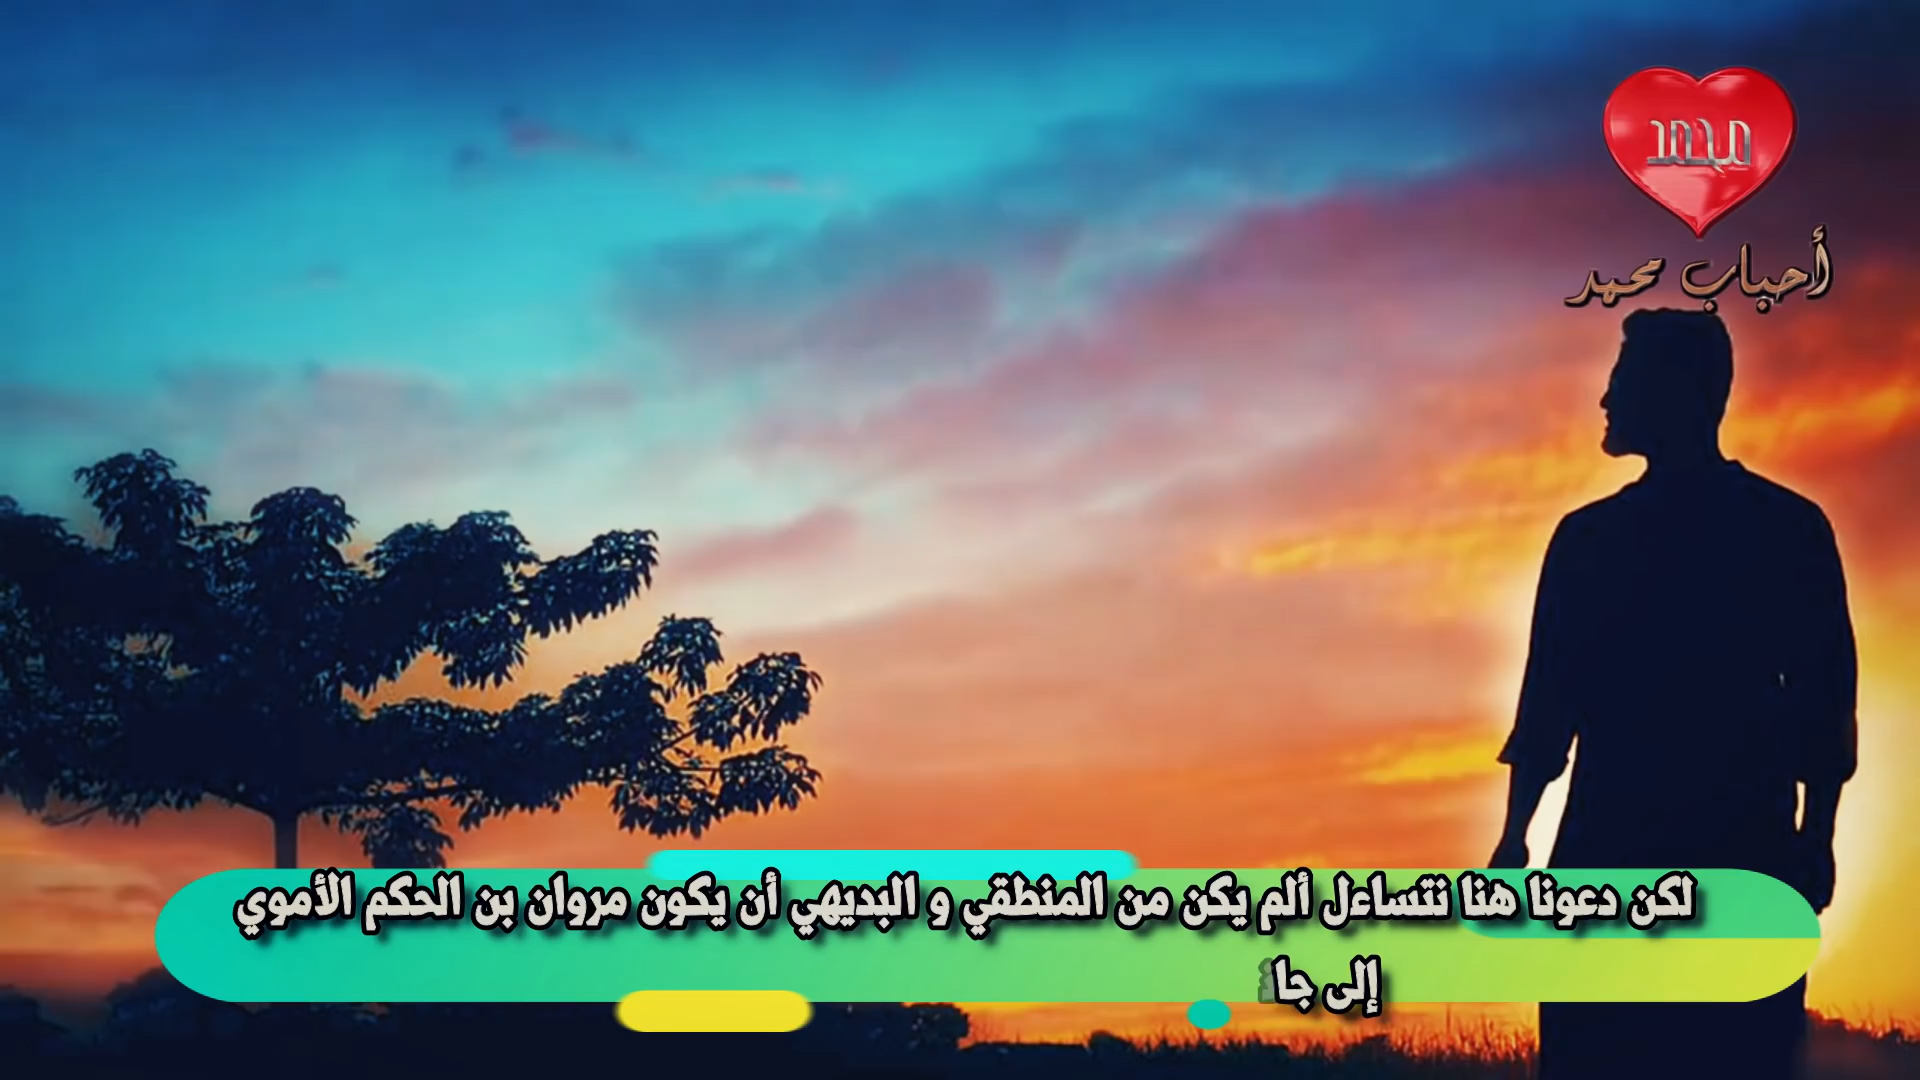 محمد
أحباب محمد
لكن دعونا هنا نتساءل ألم يكن من المنطقي و البديهي أن يكون مروان بن الحكم الأموي
إلى جا